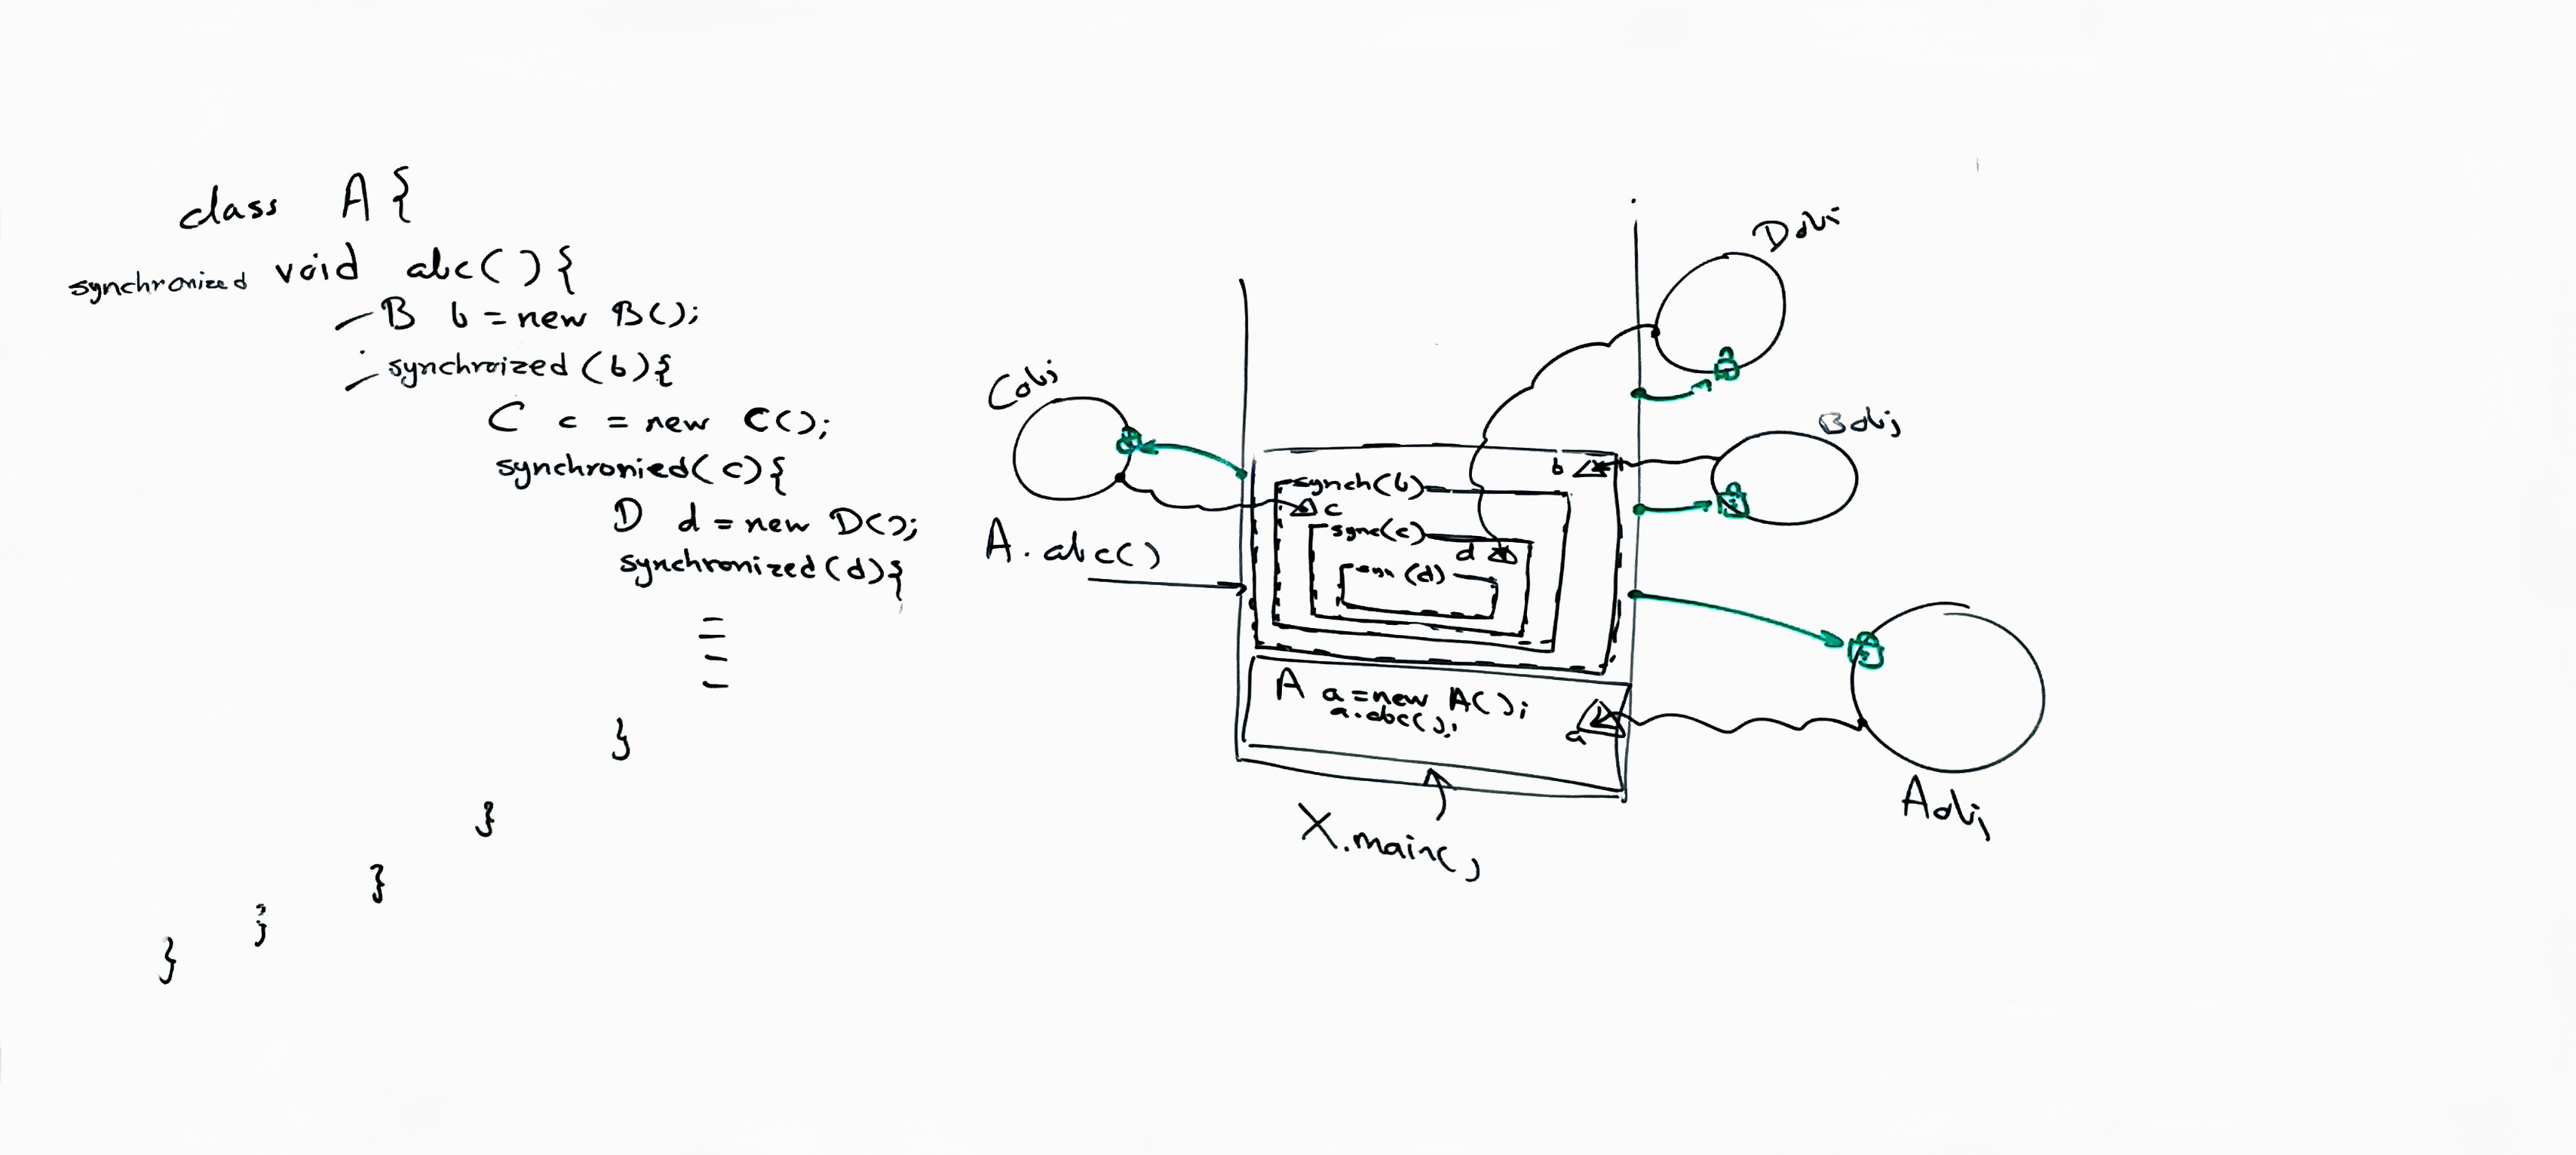 class A {
synchronized void abc() {
B b = new B();
synchroized (b) {
C c = new C();
synchronied( c) {
D d = new D();
synchronized (d) {
}
}
}
}
}
Dobj
Bobj
Cobj
b
synch(b)
c
sync(c)
d
A. abc()
syn (d)
A a = new A();
a.abc();
a
Aobj
X.main()